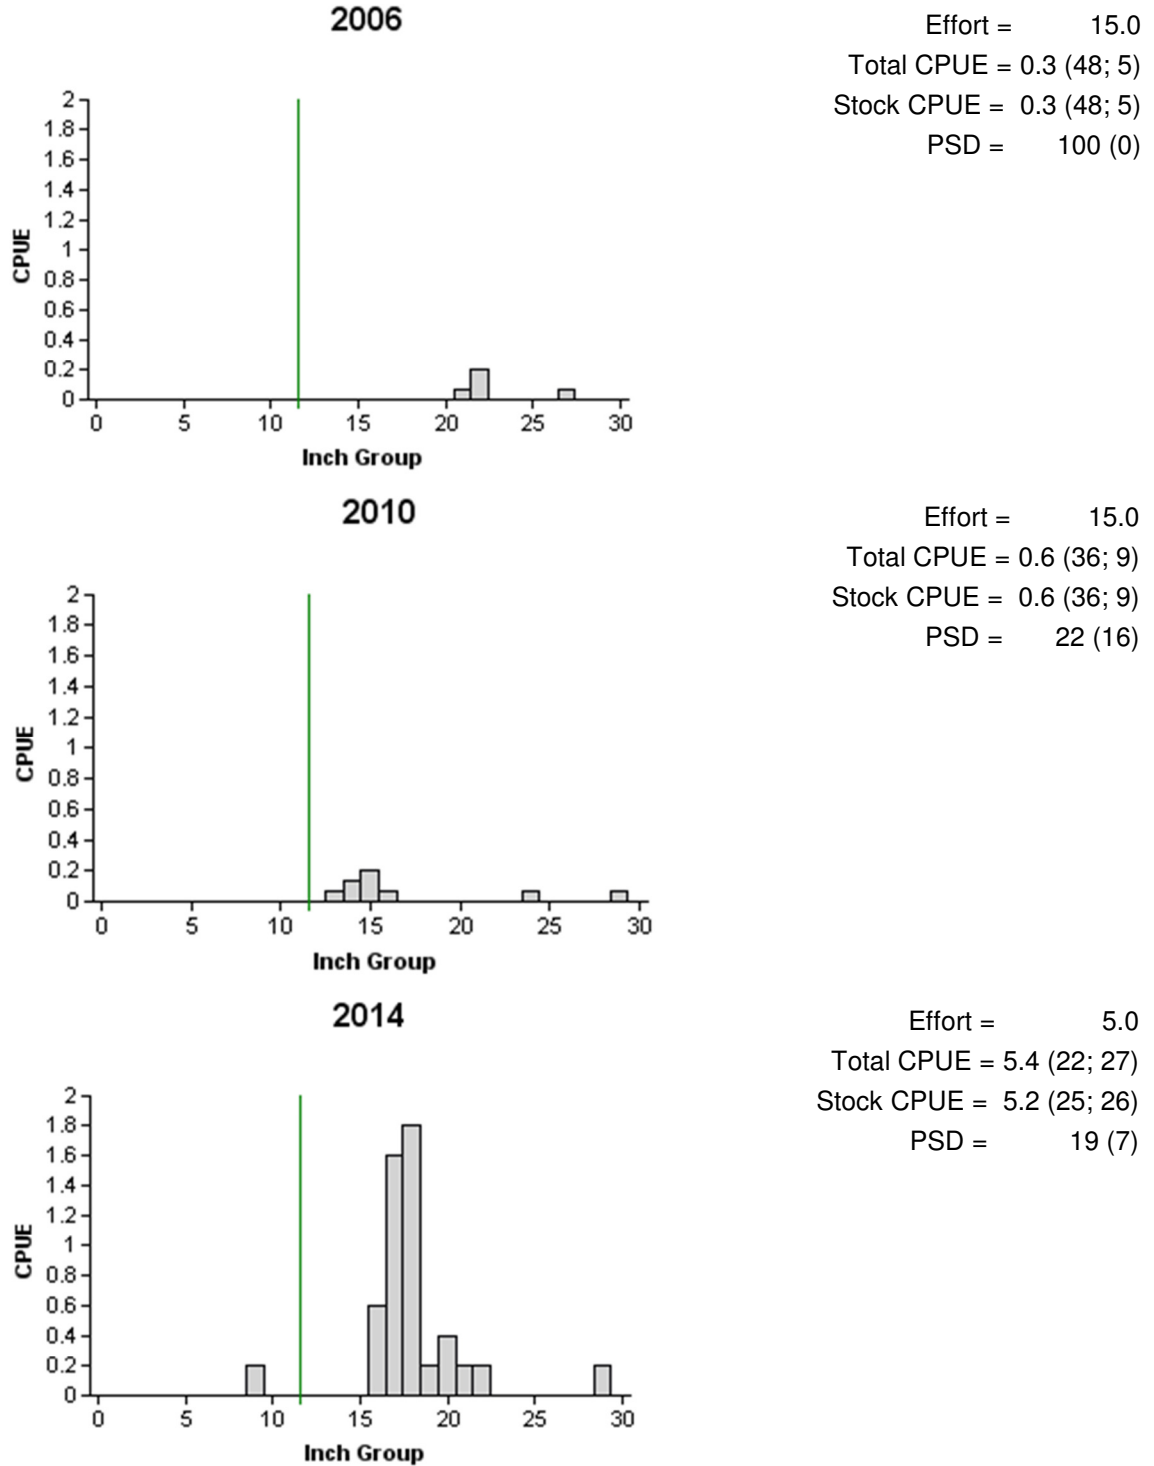 2006
Effort = 15.0
Total CPUE = 0.3 (48; 5)
Stock CPUE = 0.3 (48; 5)
PSD = 100 (0)
2
1.8
1.6
1.4
1.2
1
0.8
0.6
0.4
0.2
0
CPUE
0 5 10 15 20 25 30
Inch Group
2010
Effort = 15.0
Total CPUE = 0.6 (36; 9)
Stock CPUE = 0.6 (36; 9)
PSD = 22 (16)
2
1.8
1.6
1.4
1.2
1
0.8
0.6
0.4
0.2
0
CPUE
0 5 10 15 20 25 30
Inch Group
2014
Effort = 5.0
Total CPUE = 5.4 (22; 27)
Stock CPUE = 5.2 (25; 26)
PSD = 19 (7)
2
1.8
1.6
1.4
1.2
1
0.8
0.6
0.4
0.2
0
CPUE
0 5 10 15 20 25 30
Inch Group